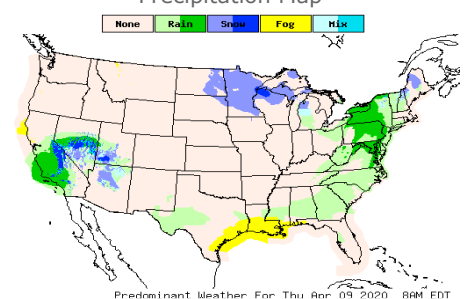 Precipitation Map
None Rain Snow Fog Mix
Predominant Weather For Thu Apr 09 2020 8AM EDT